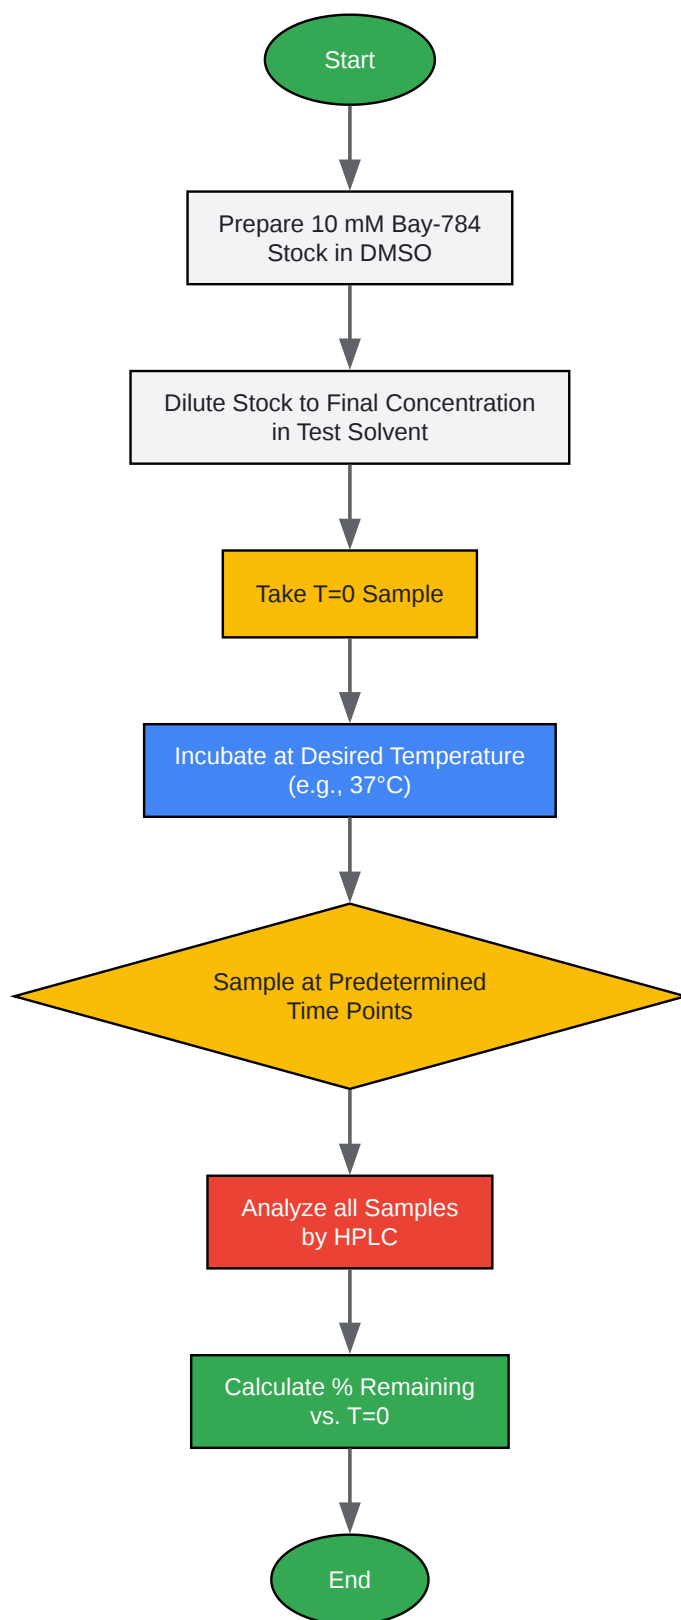 Start
Prepare 10 mM Bay-784
Stock in DMSO
Dilute Stock to Final Concentration
in Test Solvent
Take T=0 Sample
Incubate at Desired Temperature
(e.g., 37°C)
Sample at Predetermined
Time Points
Analyze all Samples
by HPLC
Calculate % Remaining
vs. T=0
End